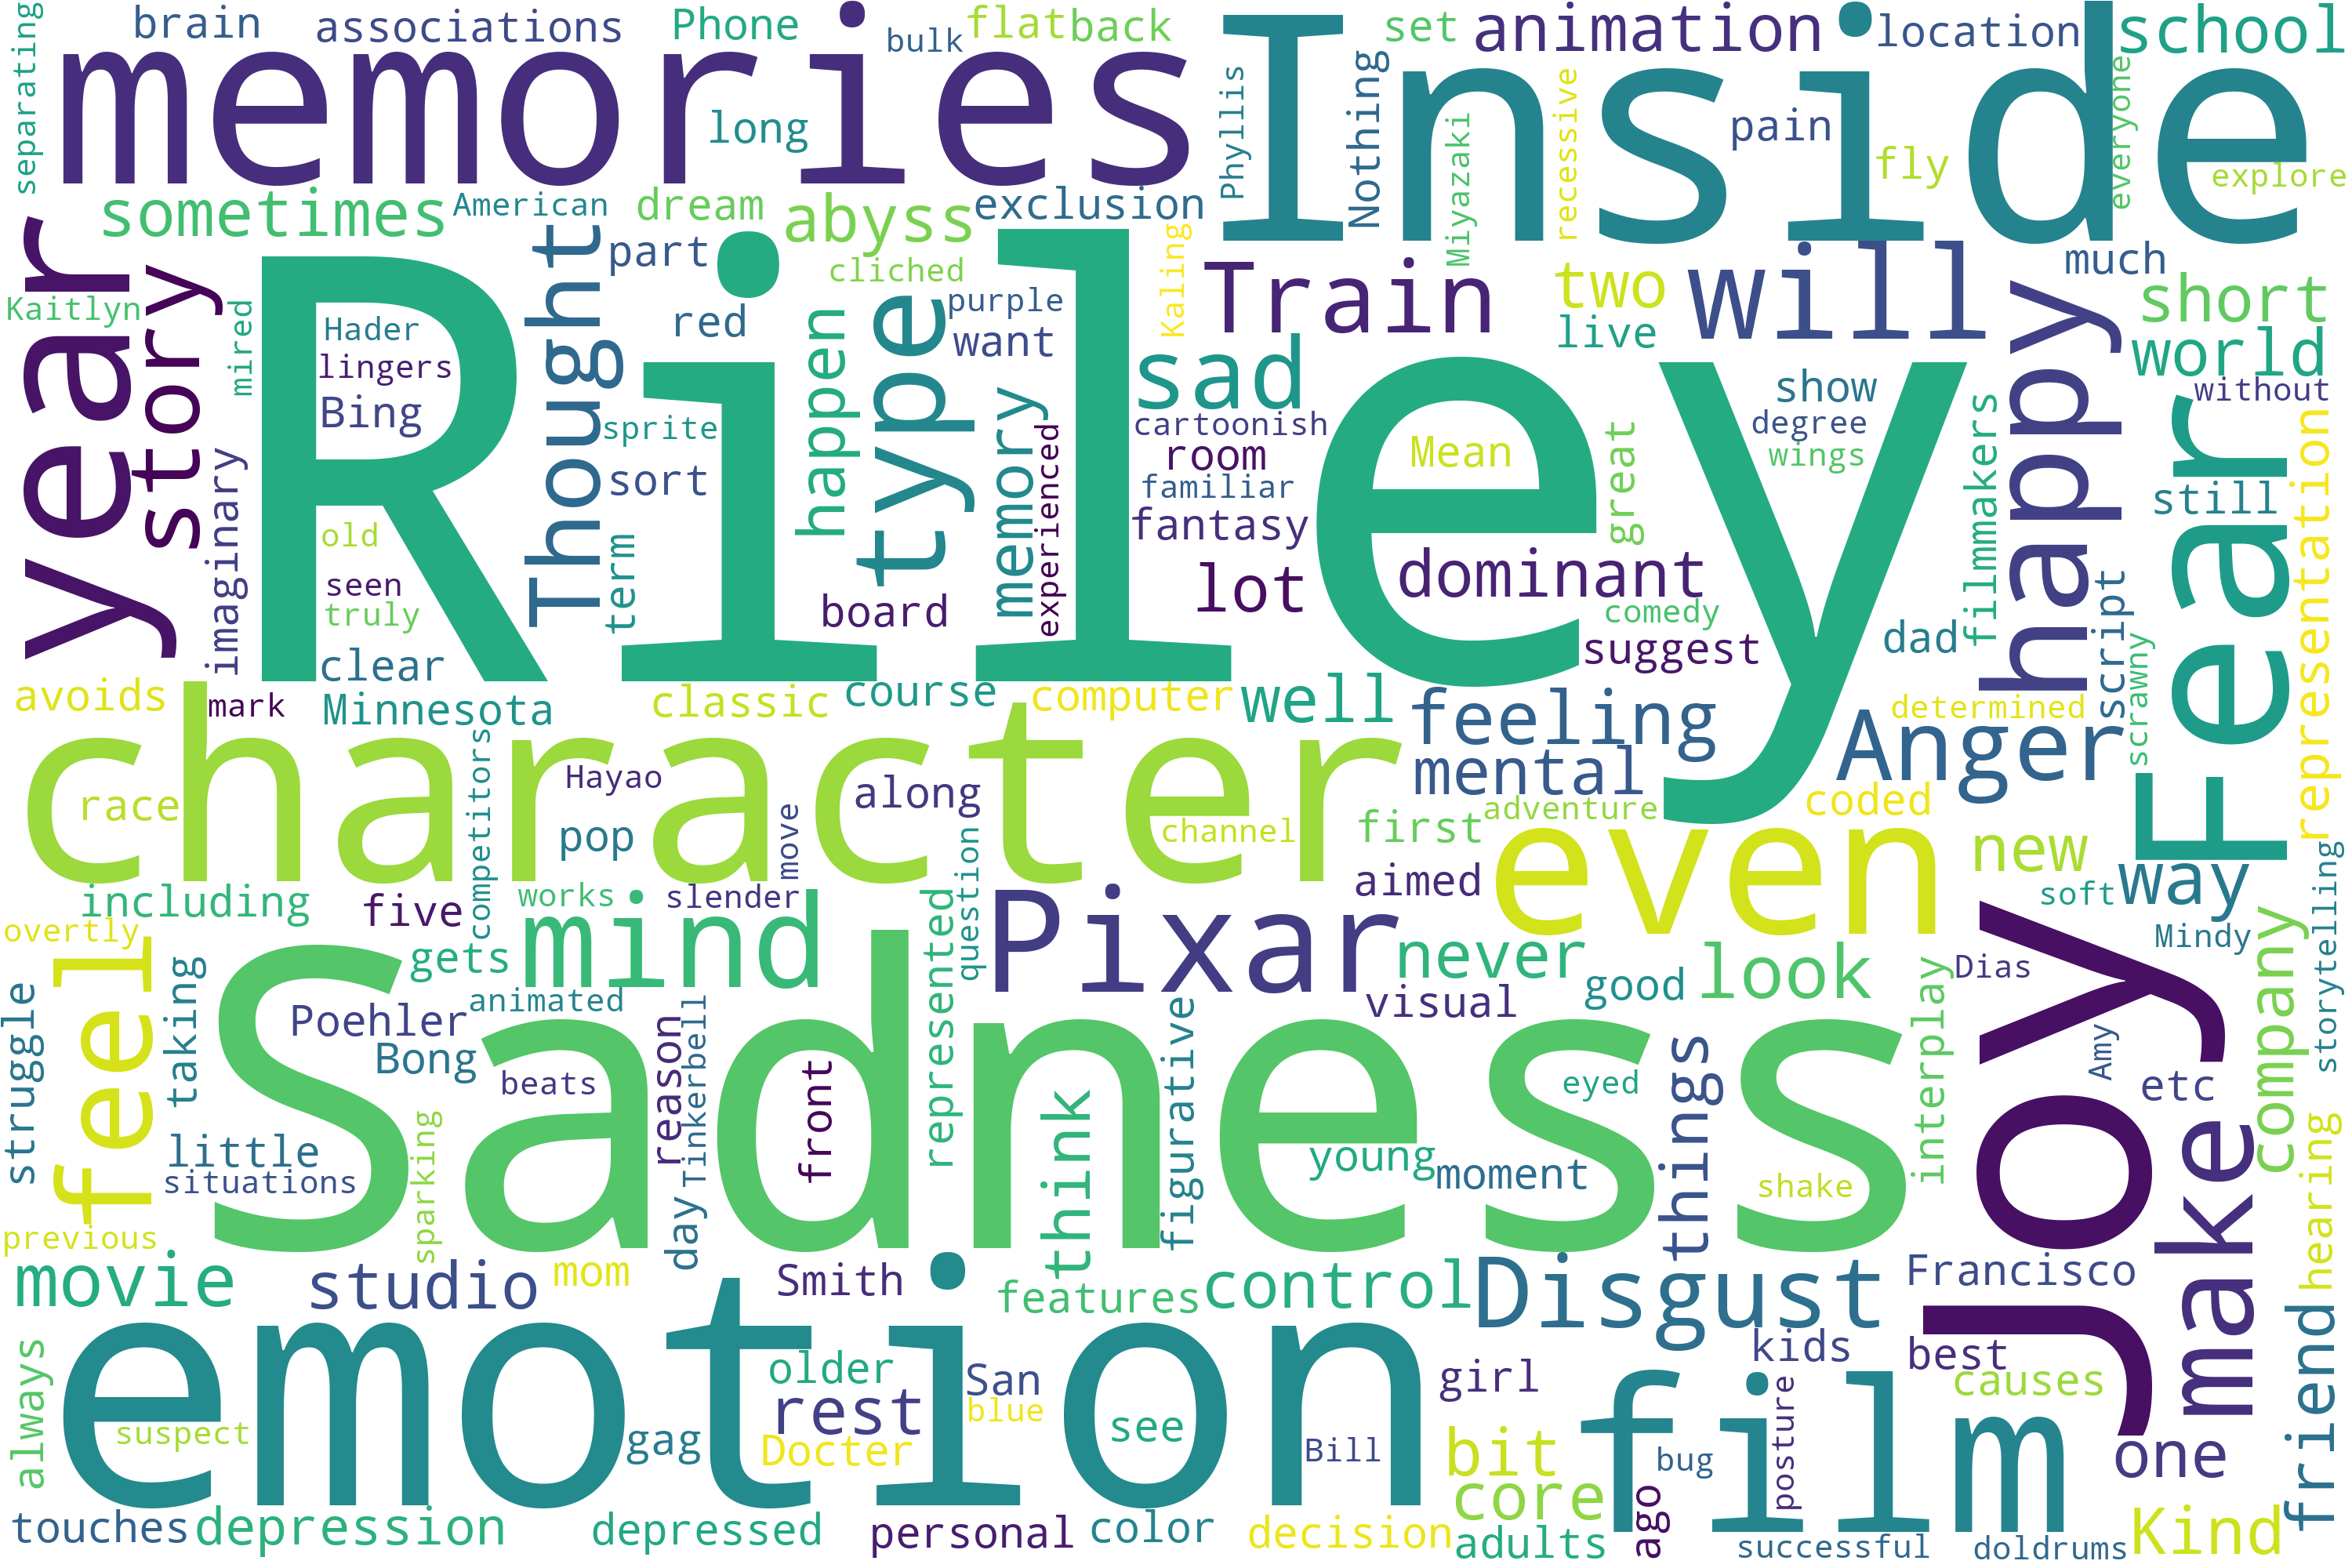 separating
brain
associations
Phone
bulk
flat
back
set
animation
location
school
memories
Inside
long
Phyllis
Nothing
Miyazaki
recessive
pain
fly
everyone
explore
sometimes
American
dream
abyss
exclusion
year
story
Thought
part
cliched
Kaling
Train
two
will
happy
much
short
Kaitlyn
mired
Hader
lingers
Bing
red
happen
type
purple
want
sad
live
world
without
Riley
sprite
sort
memory
experienced
cartoonish
room
familiar
fantasy
Mean
great
show
degree
wings
filmmakers
still
representation
imaginary
old
seen
truly
clear
term
board
lot
dominant
comedy
suggest
dad
script
Fear
scrawny
avoids
mark
Minnesota
classic
course
computer
well
feeling
mental
determined
Anger
character
race
competitors
Hayao
pop
move
along
channel
first
adventure
coded
even
new
including
five
works
slender
mind
represented
question
Pixar
aimed
never
good
look
way
soft
Mindy
storytelling
overtly
feel
gets
animated
taking
struggle
Poehler
Bong
beats
reason
Tinkerbell
front
visual
figurative
think
things
interplay
Dias
Joy
Amy
etc
company
Sadness
eyed
young
moment
shake
little
situations
sparking
day
previous
hearing
make
movie
studio
mom
Smith
features
control
Disgust
Francisco
friend
emotion
always
suspect
older
rest
San
blue
Docter
gag
see
Bill
girl
kids
best
causes
bit
film
bug
posture
one
core
ago
touches
depression
depressed
personal
color
decision
adults
successful
doldrums
Kind